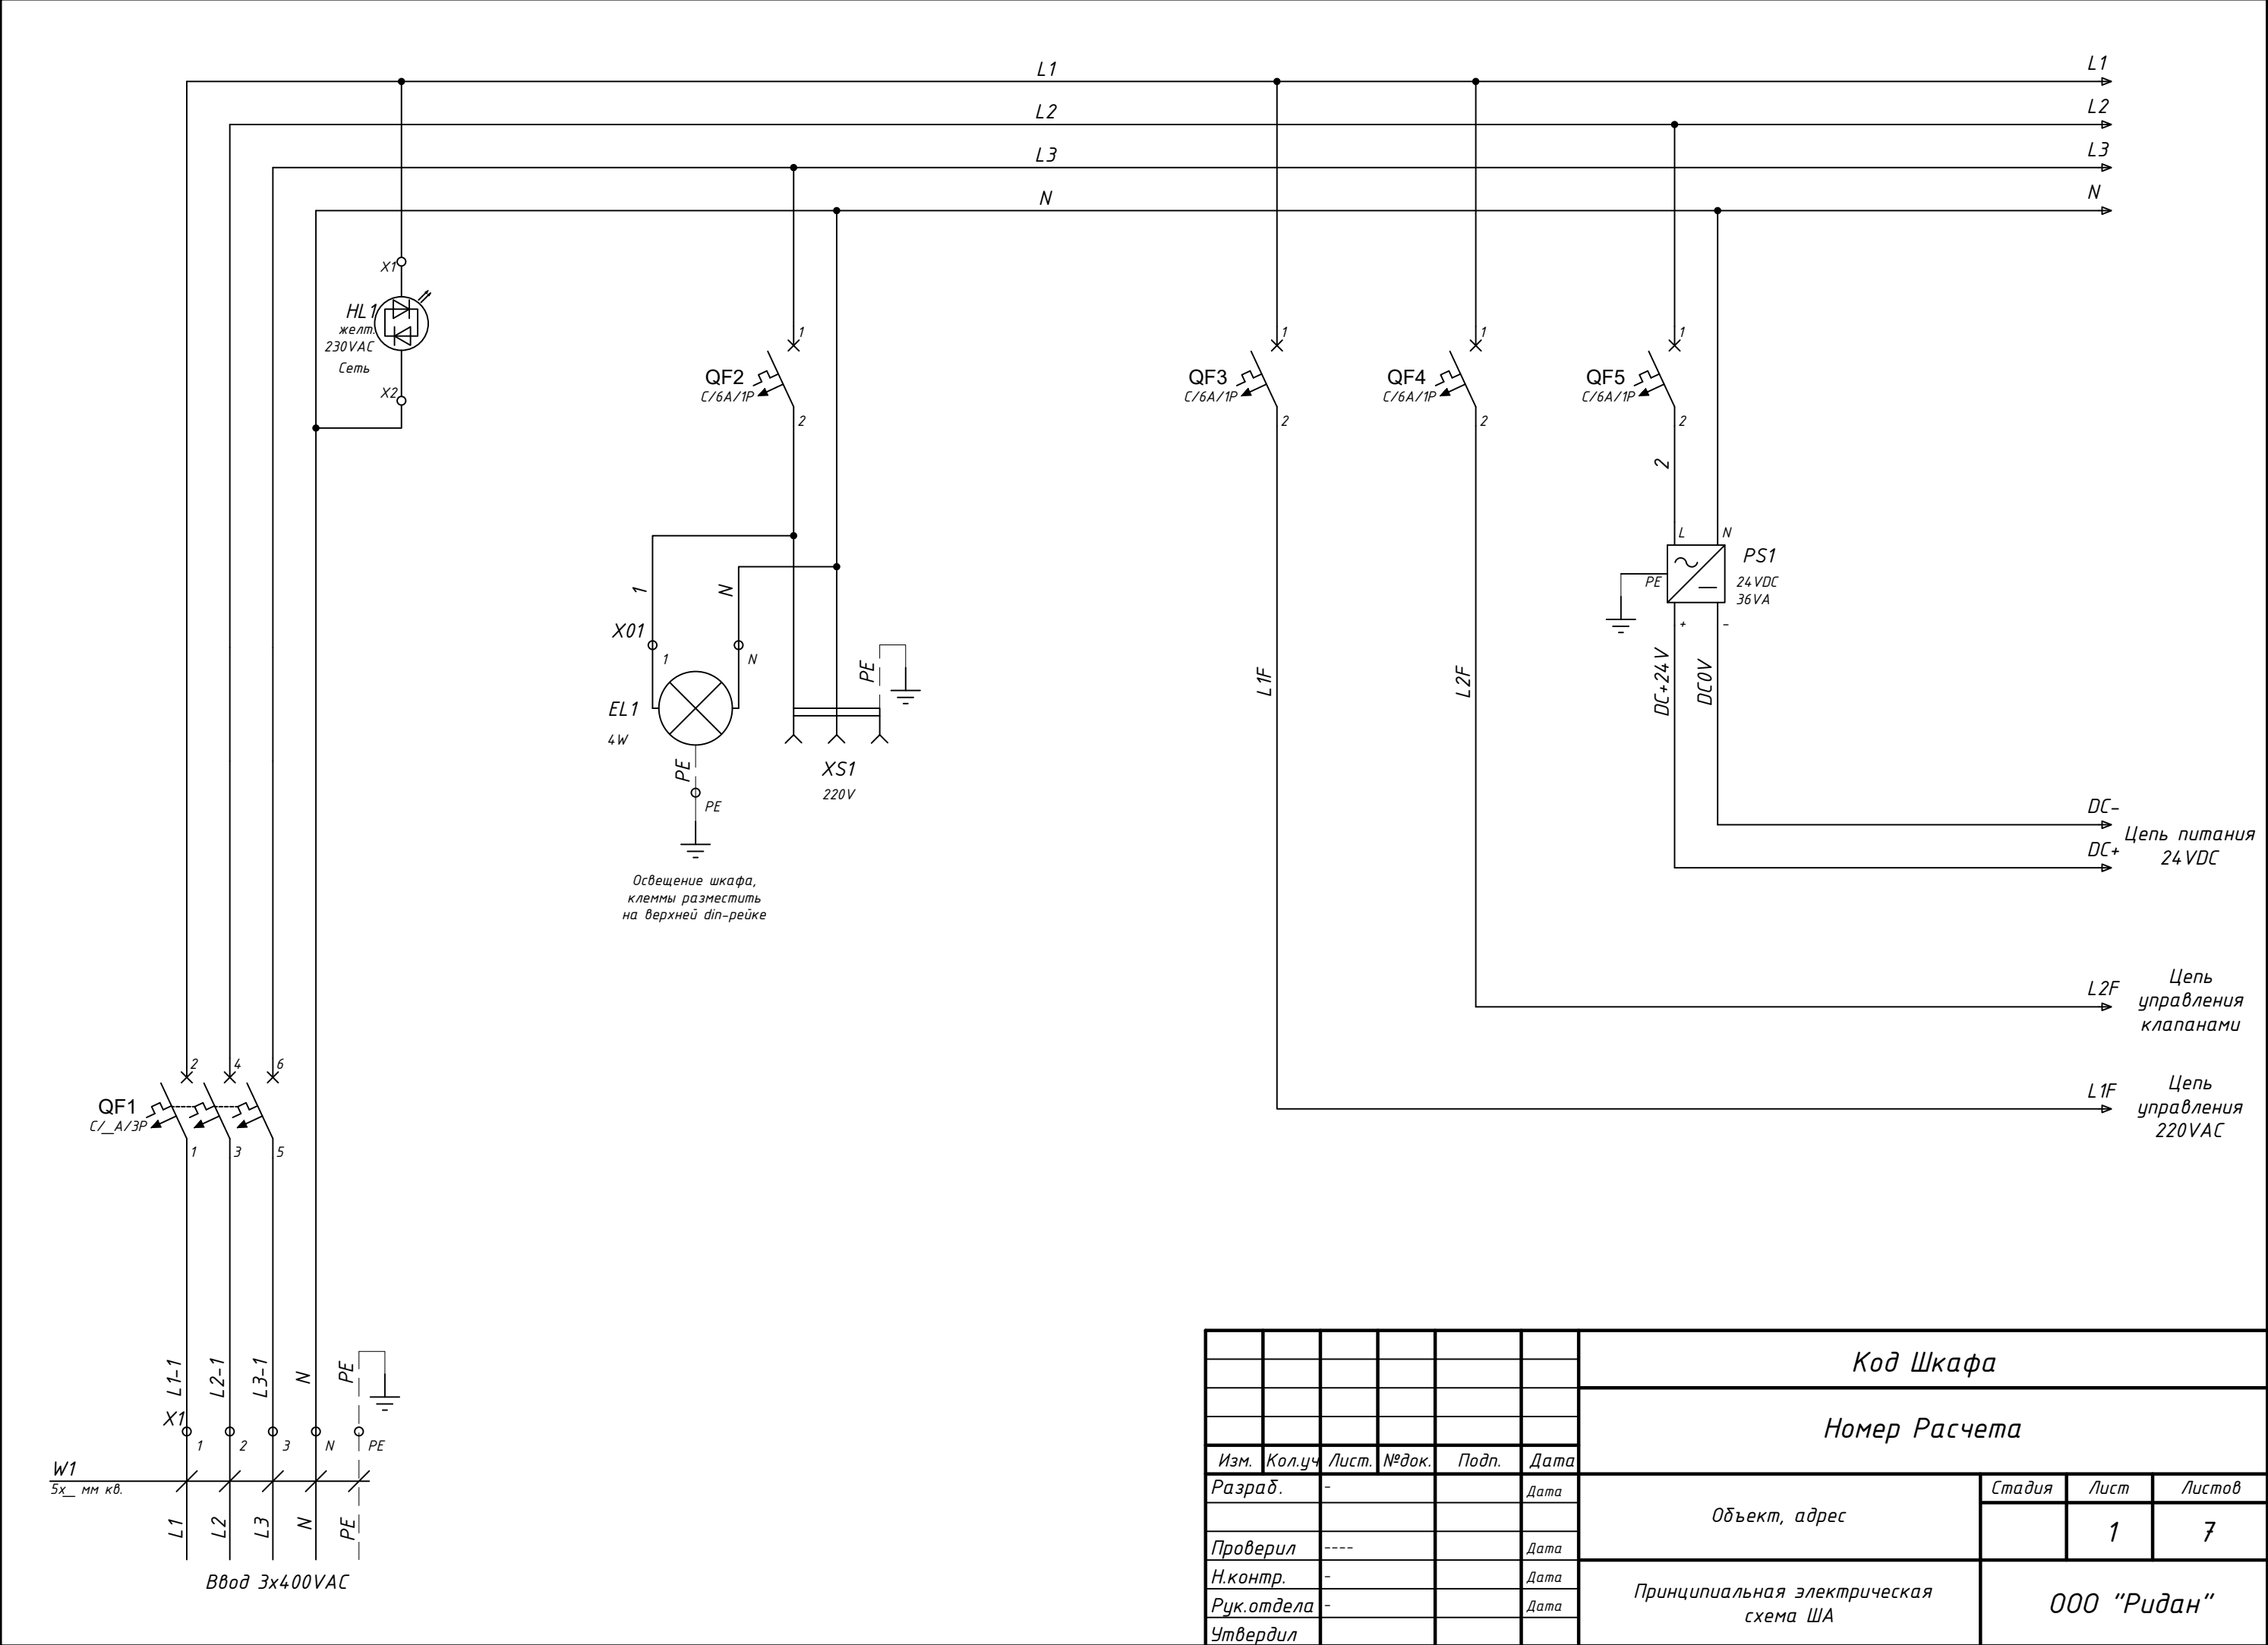 L1
L1
L2
L2
L3
L3
N
N
X1
HL1
желт.
230VAC
Сеть
X2
1
QF2
C/6A/1P
2
1
QF3
C/6A/1P
2
1
QF4
C/6A/1P
2
1
QF5
C/6A/1P
2
2
L
N
PS1
PE
24VDC
36VA
+
-
1
N
X01
1
N
PE
EL1
4W
XS1
220V
PE
PE
Освещение шкафа,
клеммы разместить
на верхней din-рейке
L1F
L2F
DC+24V
DC0V
DC-
DC+
Цепь питания
24VDC
L2F
Цепь
управления
клапанами
L1F
Цепь
управления
220VAC
2
4
6
QF1
C/_A/3P
1
3
5
L1-1
L2-1
L3-1
N
PE
X1
1
2
3
N
PE
W1
5x_ мм кв.
L1
L2
L3
N
PE
Ввод 3x400VAC
Код Шкафа
Номер Расчета
Изм.
Кол.уч
Лист.
№док.
Подп.
Дата
Разраб.
-
Дата
Проверил
----
Дата
Н.контр.
-
Дата
Рук.отдела
-
Дата
Утвердил
Объект, адрес
Стадия
Лист
Листов
1
7
Принципиальная электрическая
схема ША
ООО "Ридан"